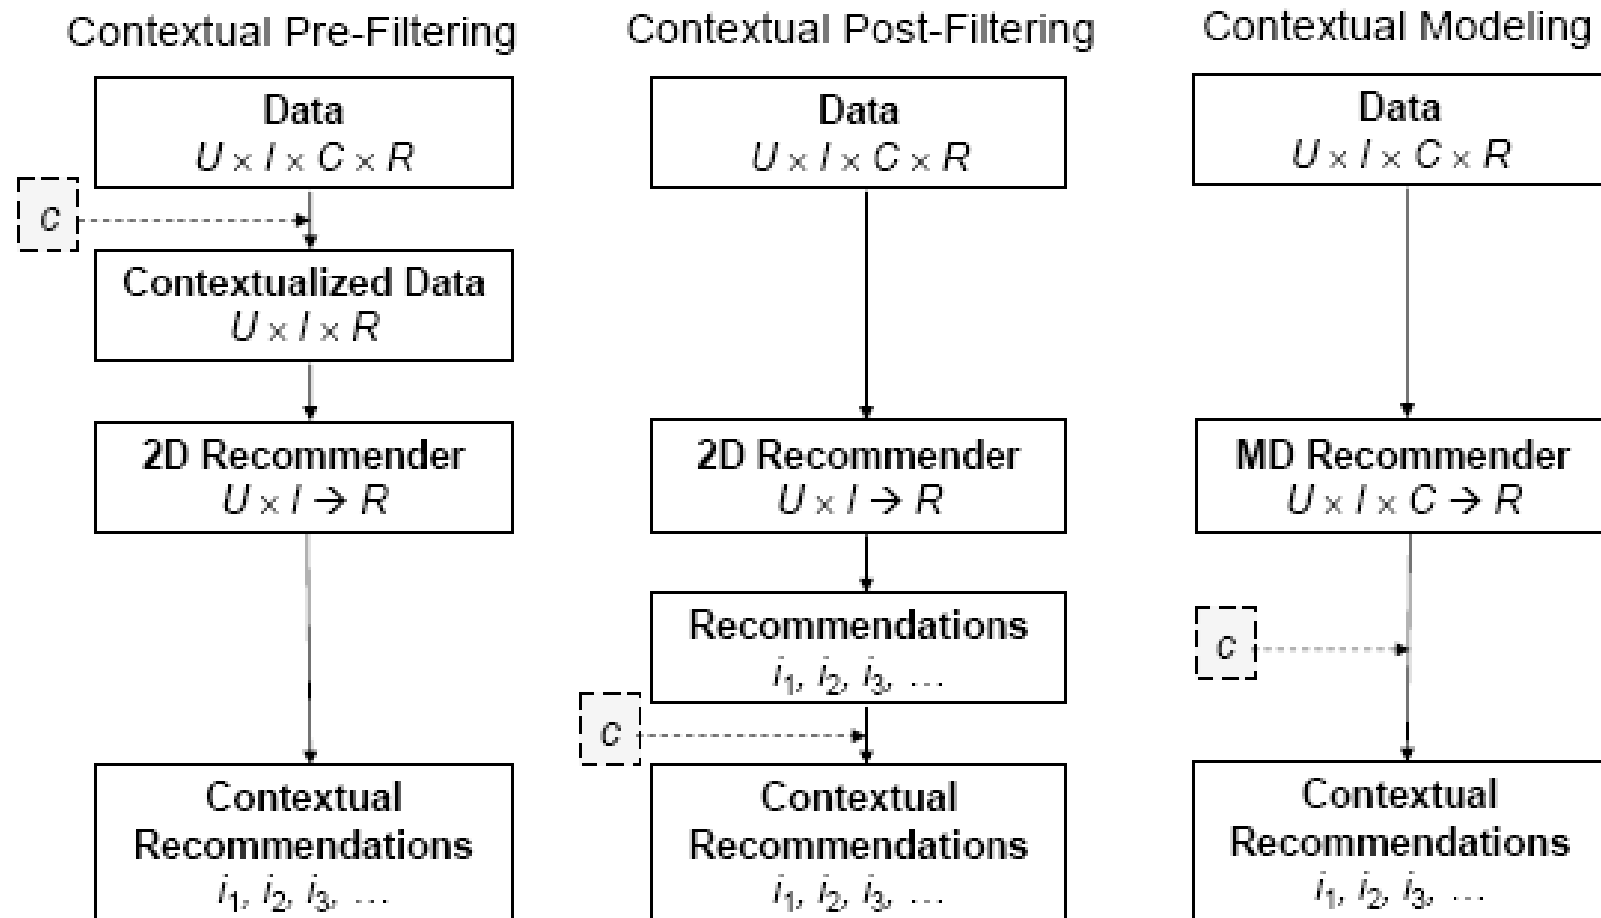 Contextual Pre-Filtering
Data
U × I × C × R
c
Contextualized Data
U × I × R
2D Recommender
U × I → R
Contextual
Recommendations
i1, i2, i3, …
Contextual Post-Filtering
Data
U × I × C × R
2D Recommender
U × I → R
Recommendations
i1, i2, i3, …
c
Contextual
Recommendations
i1, i2, i3, …
Contextual Modeling
Data
U × I × C × R
MD Recommender
U × I × C → R
c
Contextual
Recommendations
i1, i2, i3, …